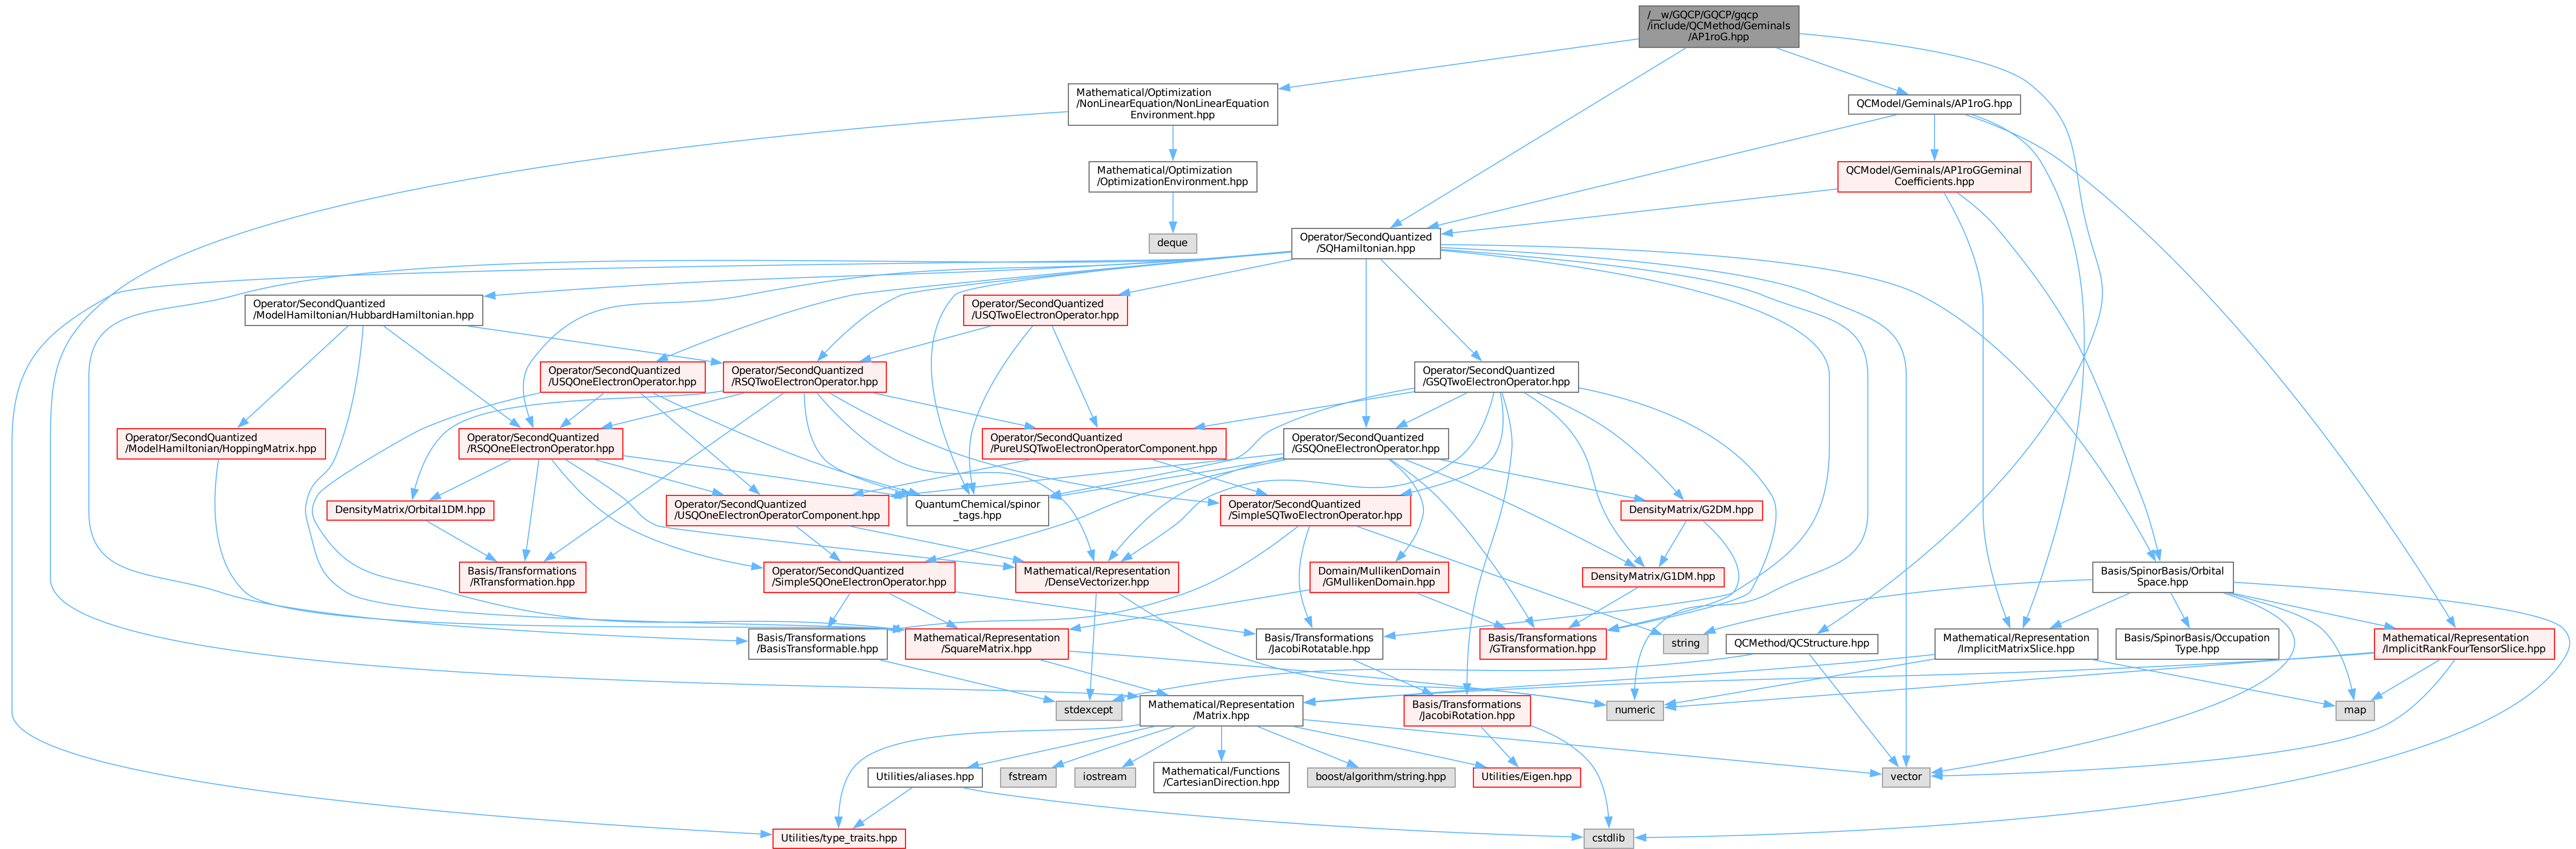 /__w/GQCP/GQCP/gqcp
/include/QCMethod/Geminals
/AP1roG.hpp
Mathematical/Optimization
/NonLinearEquation/NonLinearEquation
Environment.hpp
QCModel/Geminals/AP1roG.hpp
Mathematical/Optimization
/OptimizationEnvironment.hpp
QCModel/Geminals/AP1roGGeminal
Coefficients.hpp
deque
Operator/SecondQuantized
/SQHamiltonian.hpp
Operator/SecondQuantized
/ModelHamiltonian/HubbardHamiltonian.hpp
Operator/SecondQuantized
/USQTwoElectronOperator.hpp
Operator/SecondQuantized
/USQOneElectronOperator.hpp
Operator/SecondQuantized
/RSQTwoElectronOperator.hpp
Operator/SecondQuantized
/GSQTwoElectronOperator.hpp
Operator/SecondQuantized
/ModelHamiltonian/HoppingMatrix.hpp
Operator/SecondQuantized
/RSQOneElectronOperator.hpp
Operator/SecondQuantized
/PureUSQTwoElectronOperatorComponent.hpp
Operator/SecondQuantized
/GSQOneElectronOperator.hpp
DensityMatrix/Orbital1DM.hpp
Operator/SecondQuantized
/USQOneElectronOperatorComponent.hpp
QuantumChemical/spinor
_tags.hpp
Operator/SecondQuantized
/SimpleSQTwoElectronOperator.hpp
DensityMatrix/G2DM.hpp
Basis/Transformations
/RTransformation.hpp
Operator/SecondQuantized
/SimpleSQOneElectronOperator.hpp
Mathematical/Representation
/DenseVectorizer.hpp
Domain/MullikenDomain
/GMullikenDomain.hpp
DensityMatrix/G1DM.hpp
Basis/SpinorBasis/Orbital
Space.hpp
Basis/Transformations
/BasisTransformable.hpp
Mathematical/Representation
/SquareMatrix.hpp
Basis/Transformations
/JacobiRotatable.hpp
Basis/Transformations
/GTransformation.hpp
string
QCMethod/QCStructure.hpp
Mathematical/Representation
/ImplicitMatrixSlice.hpp
Basis/SpinorBasis/Occupation
Type.hpp
Mathematical/Representation
/ImplicitRankFourTensorSlice.hpp
stdexcept
Mathematical/Representation
/Matrix.hpp
Basis/Transformations
/JacobiRotation.hpp
numeric
map
Utilities/aliases.hpp
fstream
iostream
Mathematical/Functions
/CartesianDirection.hpp
boost/algorithm/string.hpp
Utilities/Eigen.hpp
vector
Utilities/type_traits.hpp
cstdlib